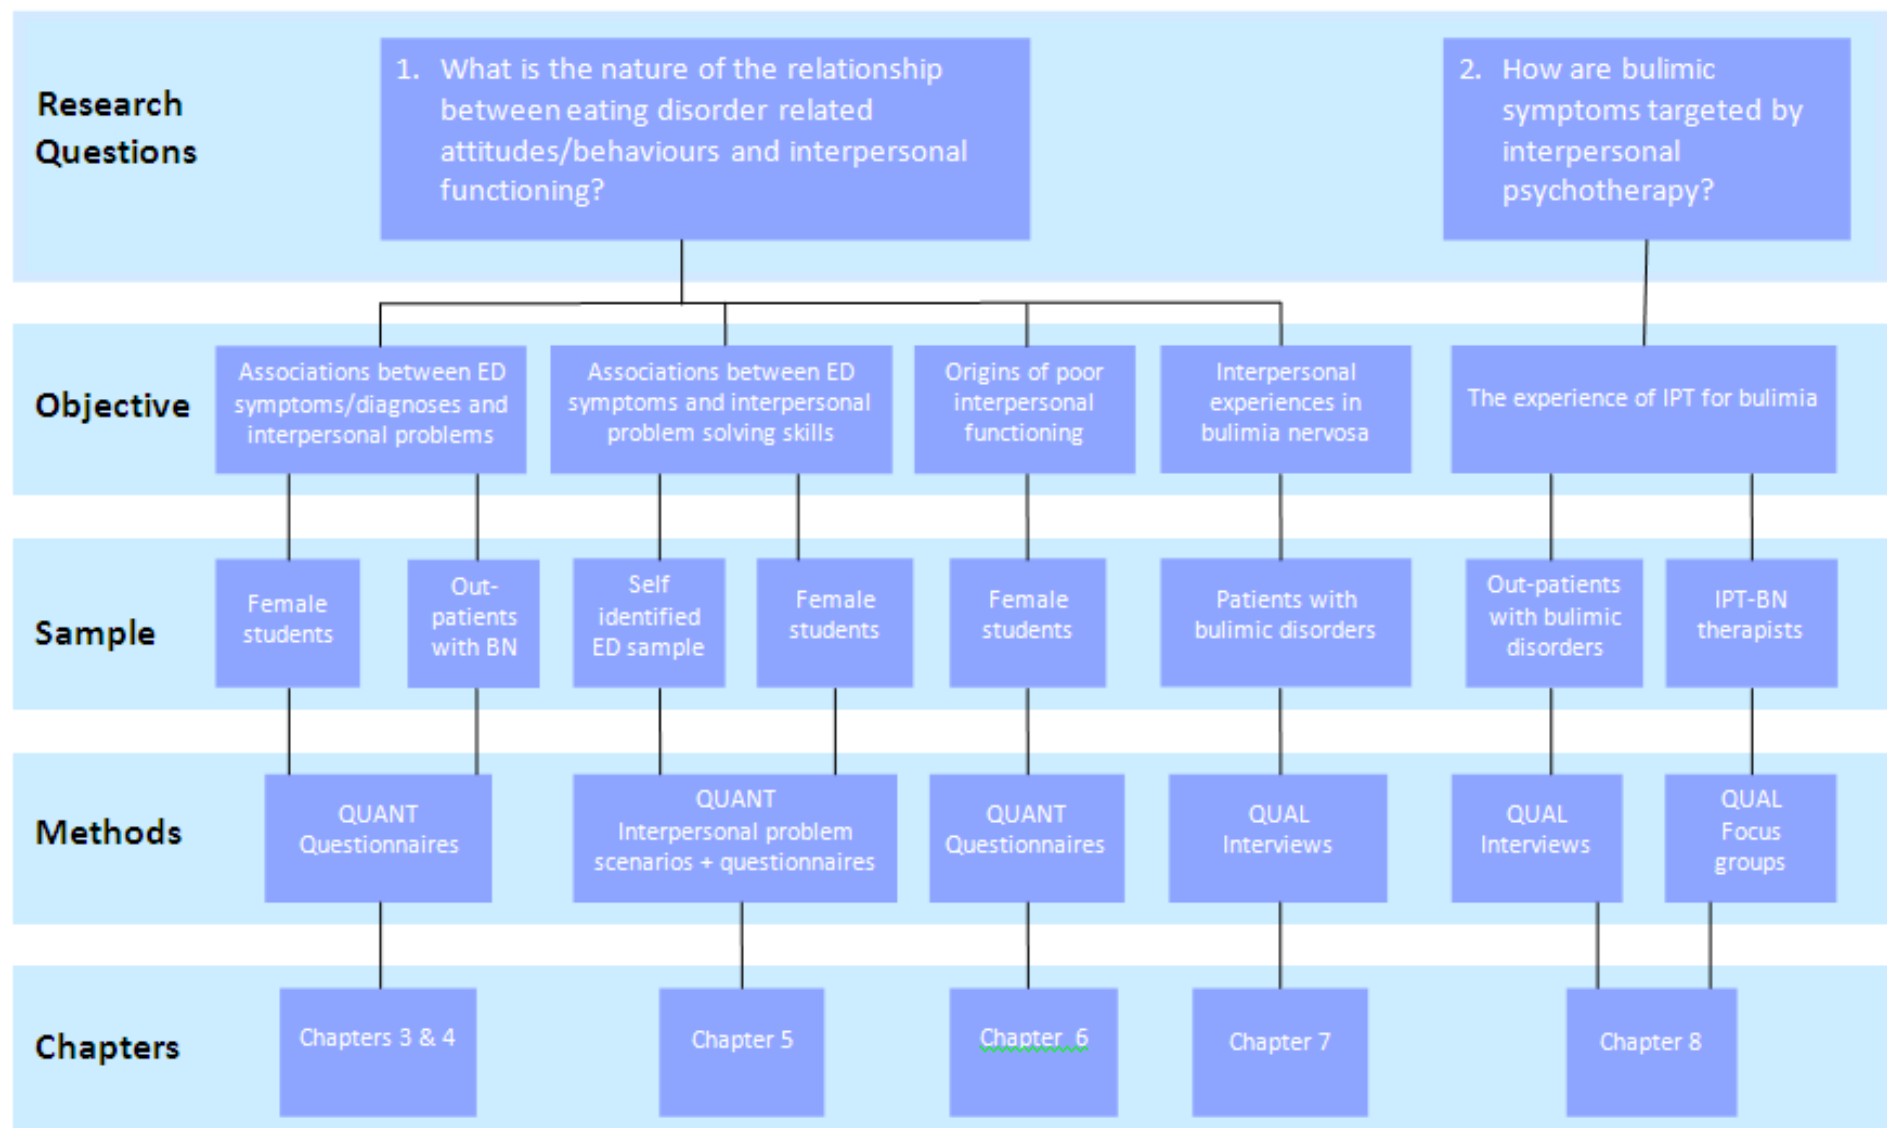 Research
Questions
1. What is the nature of the relationship
between eating disorder related
attitudes/behaviours and interpersonal
functioning?
2. How are bulimic
symptoms targeted by
interpersonal
psychotherapy?
Objective
Associations between ED
symptoms/diagnoses and
interpersonal problems
Associations between ED
symptoms and interpersonal
problem solving skills
Origins of poor
interpersonal
functioning
Interpersonal
experiences in
bulimia nervosa
The experience of IPT for bulimia
Sample
Female
students
Out-
patients
with BN
Self
identified
ED sample
Female
students
Female
students
Patients with
bulimic disorders
Out-patients
with bulimic
disorders
IPT-BN
therapists
Methods
QUANT
Questionnaires
QUANT
Interpersonal problem
scenarios + questionnaires
QUANT
Questionnaires
QUAL
Interviews
QUAL
Interviews
QUAL
Focus
groups
Chapters
Chapters 3 & 4
Chapter 5
Chapter 6
Chapter 7
Chapter 8